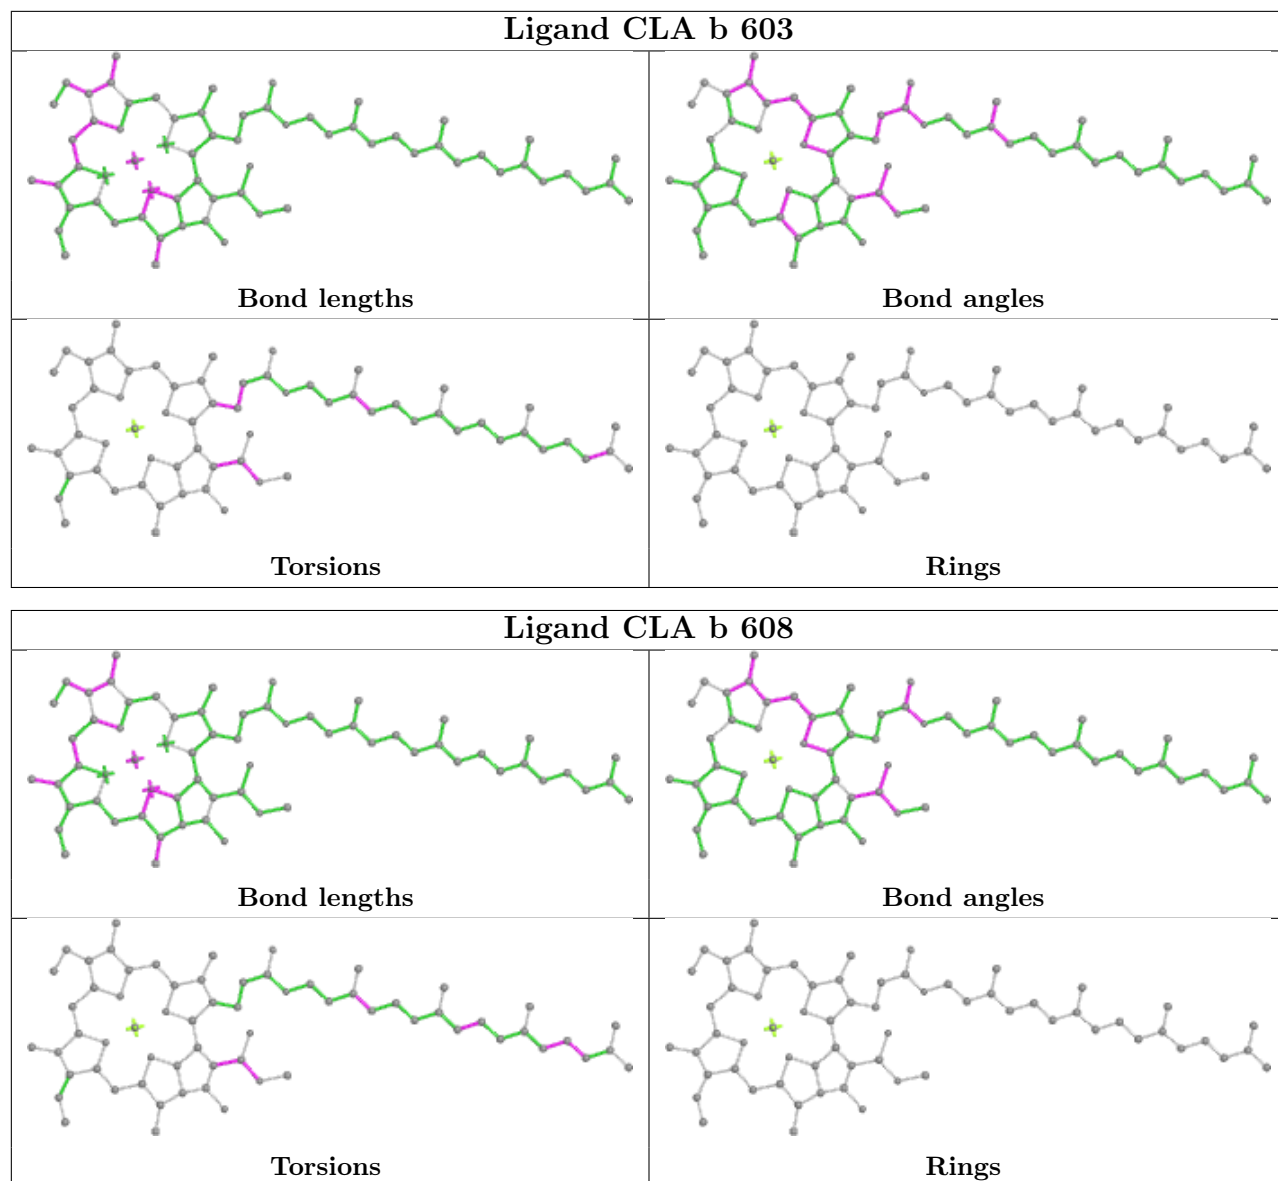 Ligand CLA b 603
Bond lengths
Bond angles
Torsions
Rings
Ligand CLA b 608
Bond lengths
Bond angles
Torsions
Rings